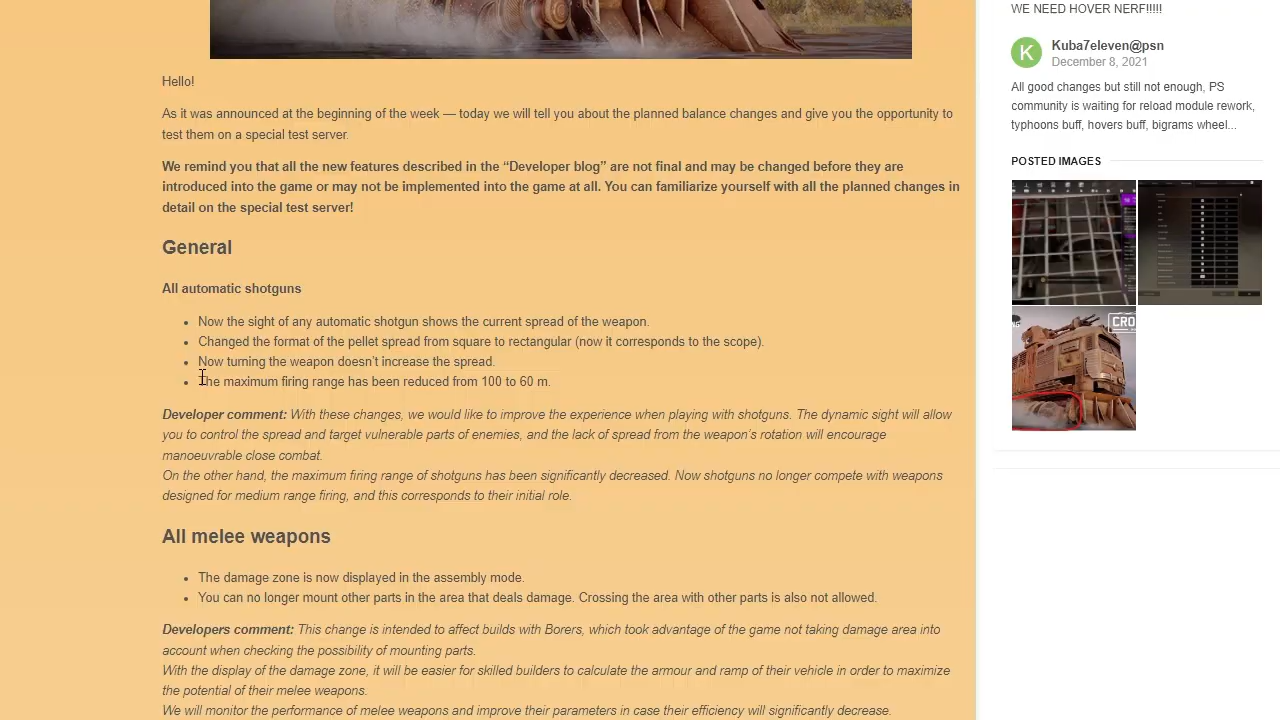 Hello!
As it was announced at the beginning of the week — today we will tell you about the planned balance changes and give you the opportunity to
test them on a special test server.
We remind you that all the new features described in the “Developer blog” are not final and may be changed before they are
introduced into the game or may not be implemented into the game at all. You can familiarize yourself with all the planned changes in
detail on the special test server!
General
All automatic shotguns
Now the sight of any automatic shotgun shows the current spread of the weapon.
Changed the format of the pellet spread from square to rectangular (now it corresponds to the scope).
Now turning the weapon doesn’t increase the spread.
The maximum firing range has been reduced from 100 to 60 m.
Developer comment: With these changes, we would like to improve the experience when playing with shotguns. The dynamic sight will allow
you to control the spread and target vulnerable parts of enemies, and the lack of spread from the weapon’s rotation will encourage
manoeuvrable close combat.
On the other hand, the maximum firing range of shotguns has been significantly decreased. Now shotguns no longer compete with weapons
designed for medium range firing, and this corresponds to their initial role.
All melee weapons
The damage zone is now displayed in the assembly mode.
You can no longer mount other parts in the area that deals damage. Crossing the area with other parts is also not allowed.
Developers comment: This change is intended to affect builds with Borers, which took advantage of the game not taking damage area into
account when checking the possibility of mounting parts.
With the display of the damage zone, it will be easier for skilled builders to calculate the armour and ramp of their vehicle in order to maximize
the potential of their melee weapons.
We will monitor the performance of melee weapons and improve their parameters in case their efficiency will significantly decrease.
WE NEED HOVER NERF!!!!!
K
Kuba7eleven@psn
December 8, 2021
All good changes but still not enough, PS
community is waiting for reload module rework,
typhoons buff, hovers buff, bigrams wheel...
POSTED IMAGES
CRO